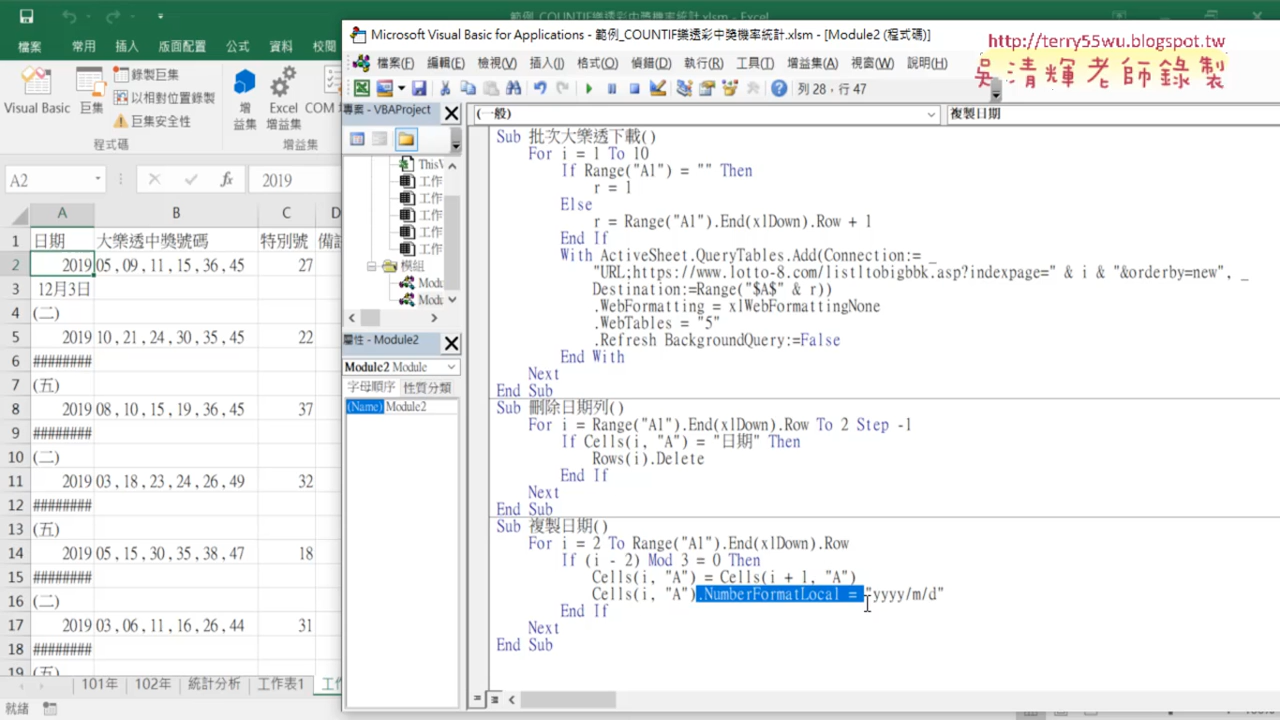 範例_COUNTIF樂透彩中獎機率統計.xlsm - Excel
檔案 常用 插入 版面配置 公式 資料 校閱
Visual Basic 巨集 錄製巨集 以相對位置錄製 巨集安全性 增益集 Excel 增益集 COM
程式碼 增益集
A2 fx 2019
A B C D
1 日期 大樂透中獎號碼 特別號 備註
2 2019 05 , 09 , 11 , 15 , 36 , 45 27
3 12月3日
4 (二)
5 2019 10 , 21 , 24 , 30 , 35 , 45 22
6 ########
7 (五)
8 2019 08 , 10 , 15 , 19 , 36 , 45 37
9 ########
10 (二)
11 2019 03 , 18 , 23 , 24 , 26 , 49 32
12 ########
13 (五)
14 2019 05 , 15 , 30 , 35 , 38 , 47 18
15 ########
16 (二)
17 2019 03 , 06 , 11 , 16 , 26 , 44 31
18 ########
19 (五)
101年 102年 統計分析 工作表1 工作
就緒
Microsoft Visual Basic for Applications - 範例_COUNTIF樂透彩中獎機率統計.xlsm - [Module2 (程式碼)]
http://terry55wu.blogspot.tw
吳清輝老師錄製
檔案(F) 編輯(E) 檢視(V) 插入(I) 格式(O) 偵錯(D) 執行(R) 工具(T) 增益集(A) 視窗(W) 說明(H)
列 28，行 47
專案 - VBAProject
ThisV
工作
工作
工作
工作
工作
模組
Modu
Modu
屬性 - Module2
Module2 Module
字母順序 性質分類
(Name) Module2
(一般) 複製日期
Sub 批次大樂透下載()
For i = 1 To 10
If Range("A1") = "" Then
r = 1
Else
r = Range("A1").End(xlDown).Row + 1
End If
With ActiveSheet.QueryTables.Add(Connection:= _
"URL;https://www.lotto-8.com/listltobigbbk.asp?indexpage=" & i & "&orderby=new", _
Destination:=Range("$A$" & r))
.WebFormatting = xlWebFormattingNone
.WebTables = "5"
.Refresh BackgroundQuery:=False
End With
Next
End Sub
Sub 刪除日期列()
For i = Range("A1").End(xlDown).Row To 2 Step -1
If Cells(i, "A") = "日期" Then
Rows(i).Delete
End If
Next
End Sub
Sub 複製日期()
For i = 2 To Range("A1").End(xlDown).Row
If (i - 2) Mod 3 = 0 Then
Cells(i, "A") = Cells(i + 1, "A")
Cells(i, "A").NumberFormatLocal = "yyyy/m/d"
End If
Next
End Sub